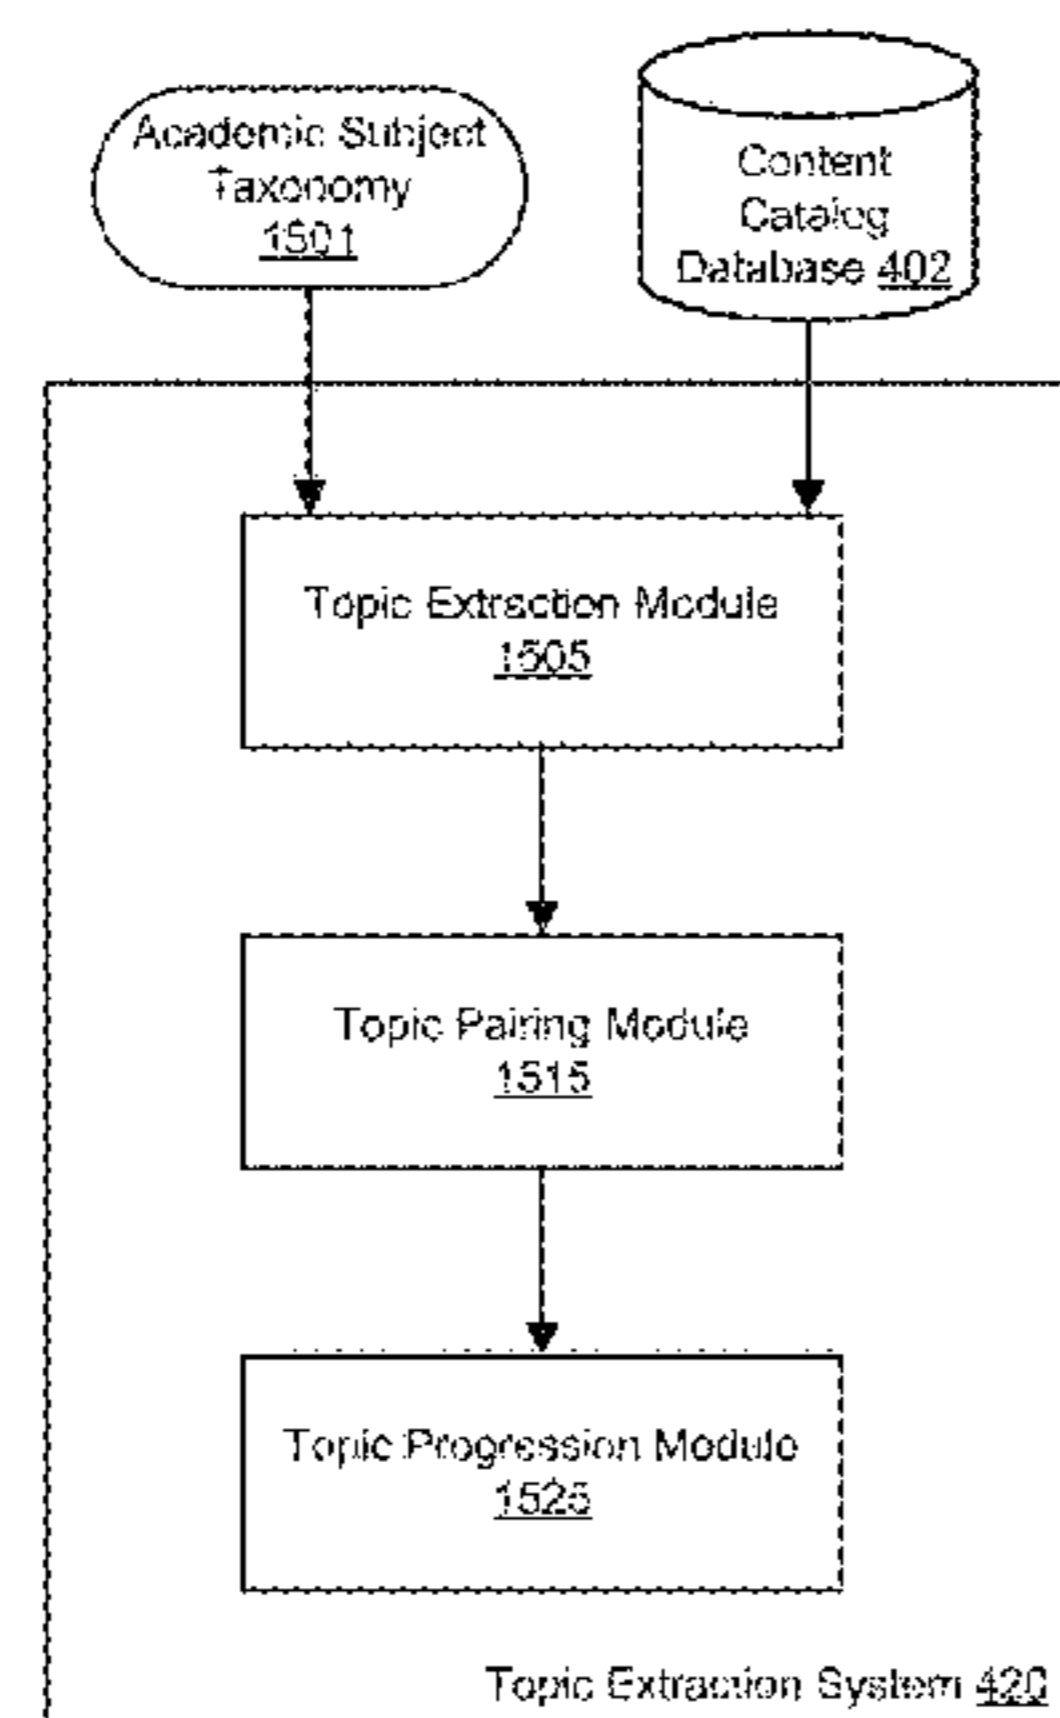 Academic Subject
Taxonomy
1501
Content
Catalog
Database 402
Topic Extraction Module
1505
Topic Pairing Module
1515
Topic Progression Module
1525
Topic Extraction System 420